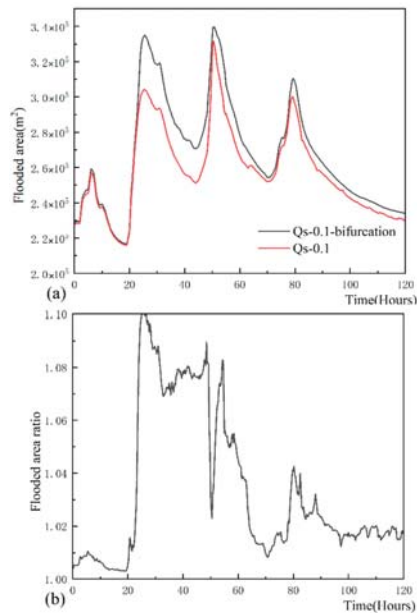 3.4×10⁵
3.2×10⁵
3.0×10⁵
2.8×10⁵
2.6×10⁵
2.4×10⁵
2.2×10⁵
2.0×10⁵
Flooded area(m²)
Qs-0.1-bifurcation
Qs-0.1
0 20 40 60 80 100 120
(a)
Time(Hours)
1.10
1.08
1.06
1.04
1.02
1.00
Flooded area ratio
0 20 40 60 80 100 120
(b)
Time(Hours)